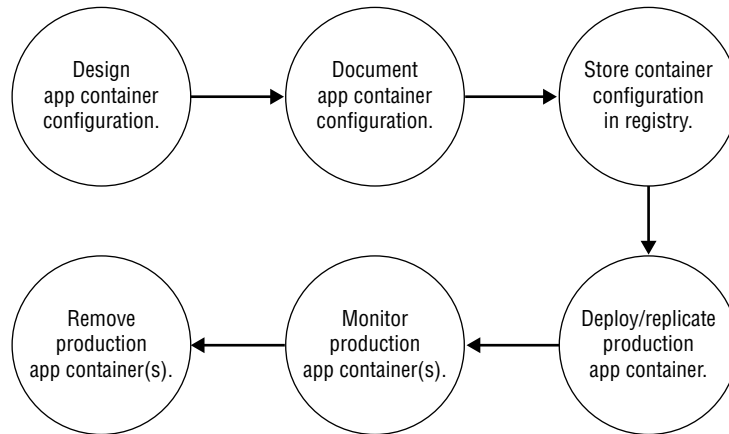 Design
app container
configuration.
Document
app container
configuration.
Store container
configuration
in registry.
Deploy/replicate
production
app container.
Monitor
production
app container(s).
Remove
production
app container(s).